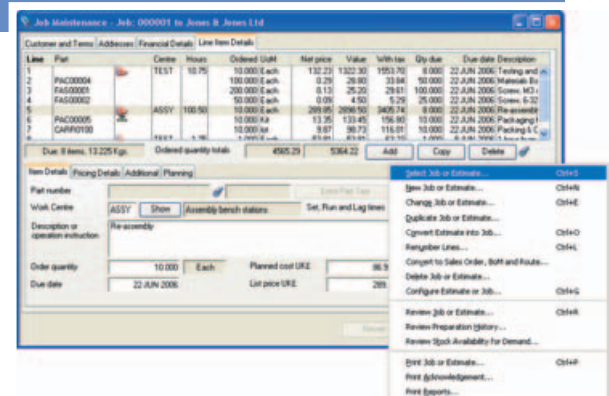 Job Maintenance - Job: 000001 to Jones & Jones Ltd
Customer and Terms Addresses Financial Details Line Item Details
Line Part Centre Hours Ordered UoM Net price Value With tax Qty due Due date Description
1 TEST 10.75 10.000 Each 132.23 1322.30 1553.70 8.000 22 JUN 2006 Testing and
2 PAC00004 100.000 Each 0.29 28.80 33.84 50.000 22 JUN 2006 Materials
3 FAS00001 200.000 Each 0.13 25.20 29.61 100.000 22 JUN 2006 Screw, M3
4 FAS00002 50.000 Each 0.09 4.50 5.29 25.000 22 JUN 2006 Screw, 6-32
5 ASSY 100.50 10.000 Each 289.85 2898.50 3405.74 8.000 22 JUN 2006 Re-assembly
6 PAC00005 10.000 Kit 13.35 133.45 156.80 10.000 22 JUN 2006 Packaging
7 CARR0100 10.000 lot 9.87 98.73 116.01 10.000 22 JUN 2006 Packing &
Due: 8 items, 13.225 Kgs. Ordered quantity totals 4565.29 5364.22 Add Copy Delete
Item Details Pricing Details Additional Planning
Part number
Work Centre ASSY Show Assembly bench stations Set, Run and Lag times
Description or operation instruction Re-assembly
Order quantity 10.000 Each Planned cost UKE 86.9
Due date 22 JUN 2006 List price UKE 289.
Select Job or Estimate... Ctrl+S
New Job or Estimate... Ctrl+N
Change Job or Estimate... Ctrl+E
Duplicate Job or Estimate...
Convert Estimate into Job... Ctrl+O
Renumber Lines... Ctrl+L
Convert to Sales Order, BoM and Route...
Delete Job or Estimate...
Configure Estimate or Job... Ctrl+G
Review Job or Estimate... Ctrl+R
Review Preparation History...
Review Stock Availability for Demand...
Print Job or Estimate... Ctrl+P
Print Acknowledgement...
Print Reports...